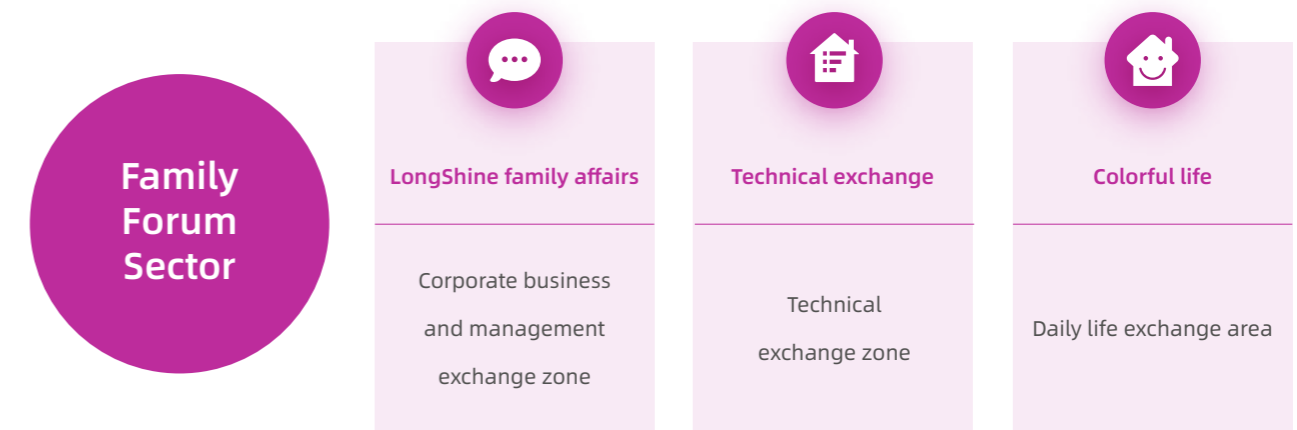 Family
Forum
Sector
LongShine family affairs
Corporate business
and management
exchange zone
Technical exchange
Technical
exchange zone
Colorful life
Daily life exchange area